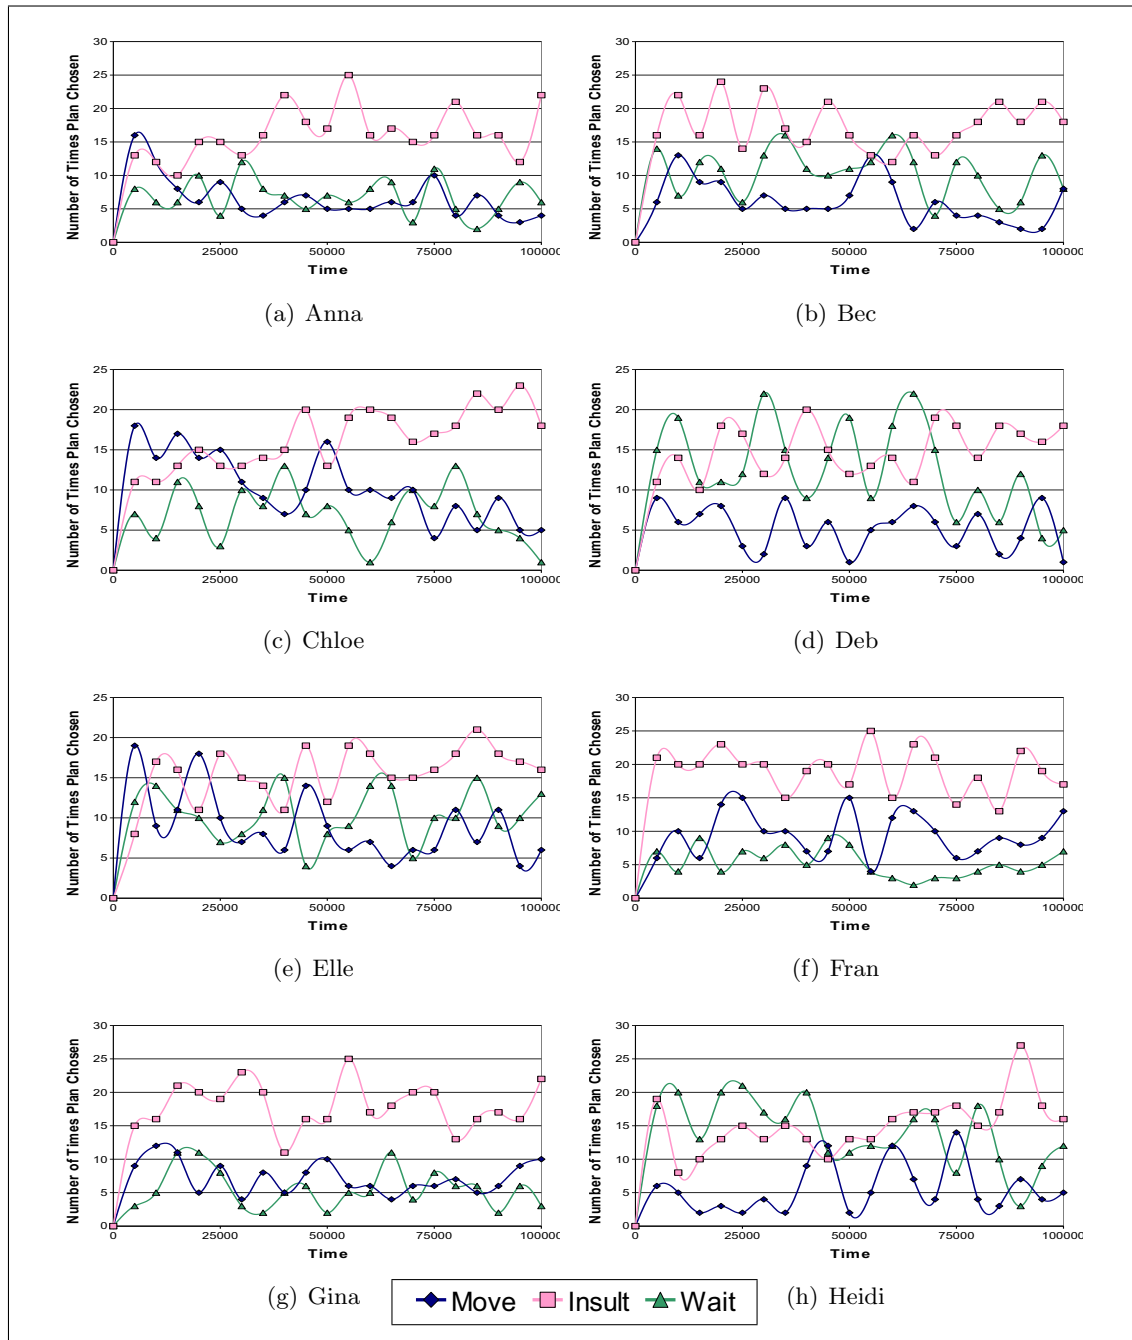 Number of Times Plan Chosen
30
25
20
15
10
5
0
0 25000 50000 75000 100000
Time
(a) Anna
Number of Times Plan Chosen
30
25
20
15
10
5
0
0 25000 50000 75000 100000
Time
(b) Bec
Number of Times Plan Chosen
25
20
15
10
5
0
0 25000 50000 75000 100000
Time
(c) Chloe
Number of Times Plan Chosen
25
20
15
10
5
0
0 25000 50000 75000 100000
Time
(d) Deb
Number of Times Plan Chosen
25
20
15
10
5
0
0 25000 50000 75000 100000
Time
(e) Elle
Number of Times Plan Chosen
30
25
20
15
10
5
0
0 25000 50000 75000 100000
Time
(f) Fran
Number of Times Plan Chosen
30
25
20
15
10
5
0
0 25000 50000 75000 100000
Time
(g) Gina
Number of Times Plan Chosen
30
25
20
15
10
5
0
0 25000 50000 75000 100000
Time
(h) Heidi
Move Insult Wait